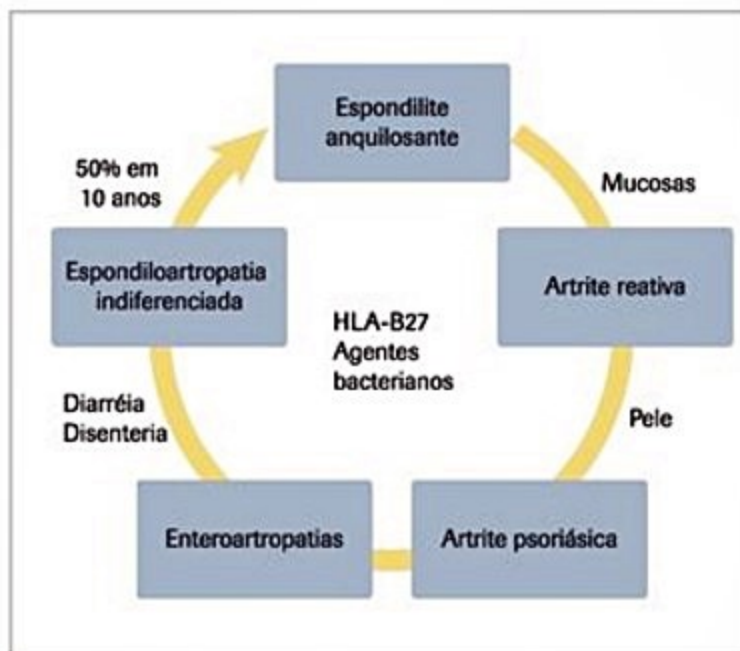 Espondilite
anquilosante
Mucosas
Artrite reativa
Pele
Artrite psoriásica
Enteroartropatias
Diarréia
Disenteria
Espondiloartropatia
indiferenciada
50% em
10 anos
HLA-B27
Agentes
bacterianos